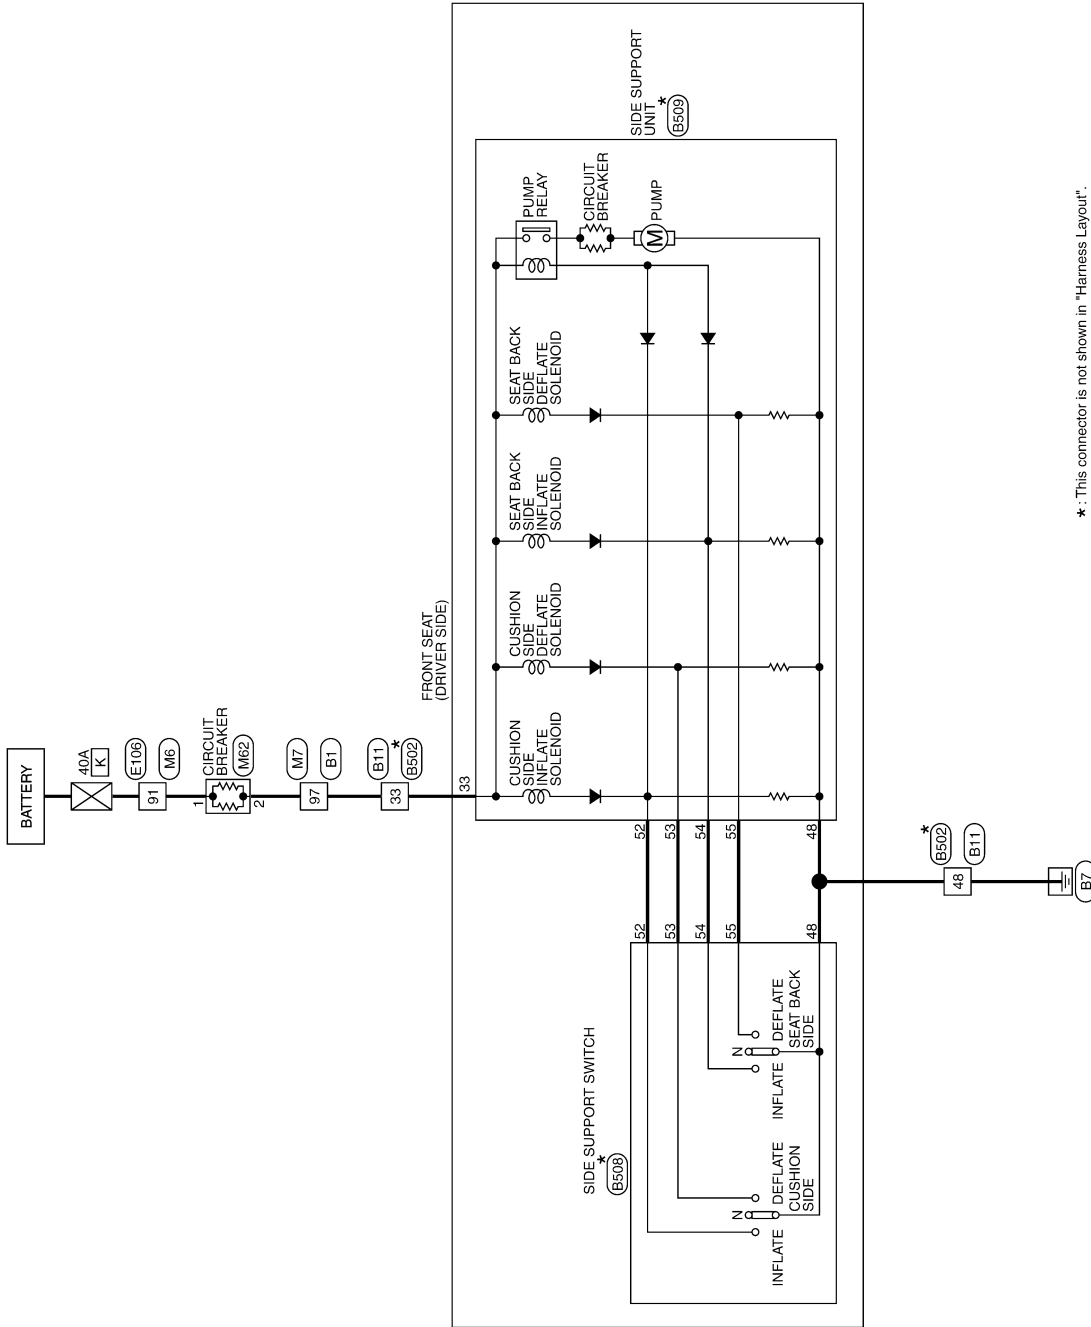 BATTERY
40A
K
91
E106
M6
1
CIRCUIT
BREAKER
M62
2
97
M7
B1
33
B11
*
B502
FRONT SEAT
(DRIVER SIDE)
33
SIDE SUPPORT
UNIT *
B509
CUSHION
SIDE
INFLATE
SOLENOID
CUSHION
SIDE
DEFLATE
SOLENOID
SEAT BACK
SIDE
INFLATE
SOLENOID
SEAT BACK
SIDE
DEFLATE
SOLENOID
PUMP
RELAY
CIRCUIT
BREAKER
M
PUMP
52
53
54
55
48
52
53
54
55
48
SIDE SUPPORT SWITCH
*
B508
INFLATE
N
DEFLATE
CUSHION
SIDE
INFLATE
N
DEFLATE
SEAT BACK
SIDE
48
*
B502
B11
B7
* : This connector is not shown in "Harness Layout".